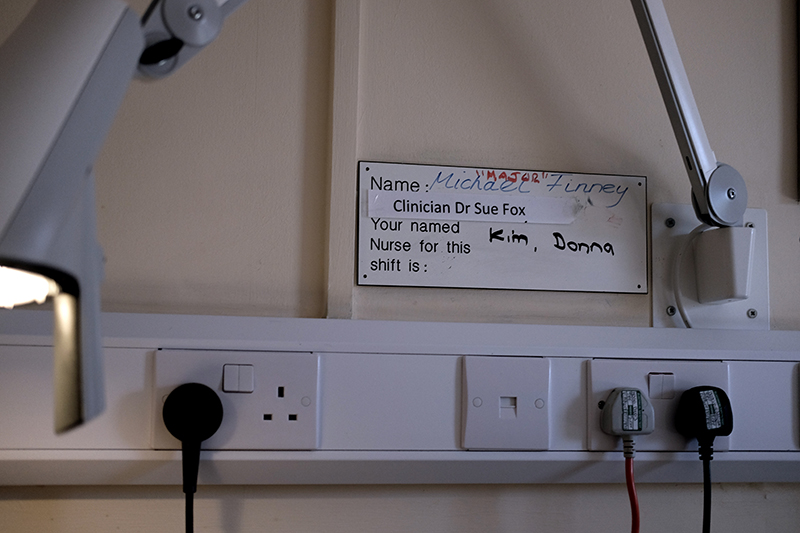 "MAJOR"
Name: Michael Finney
Clinician Dr Sue Fox
Your named
Nurse for this
shift is:
Kim, Donna